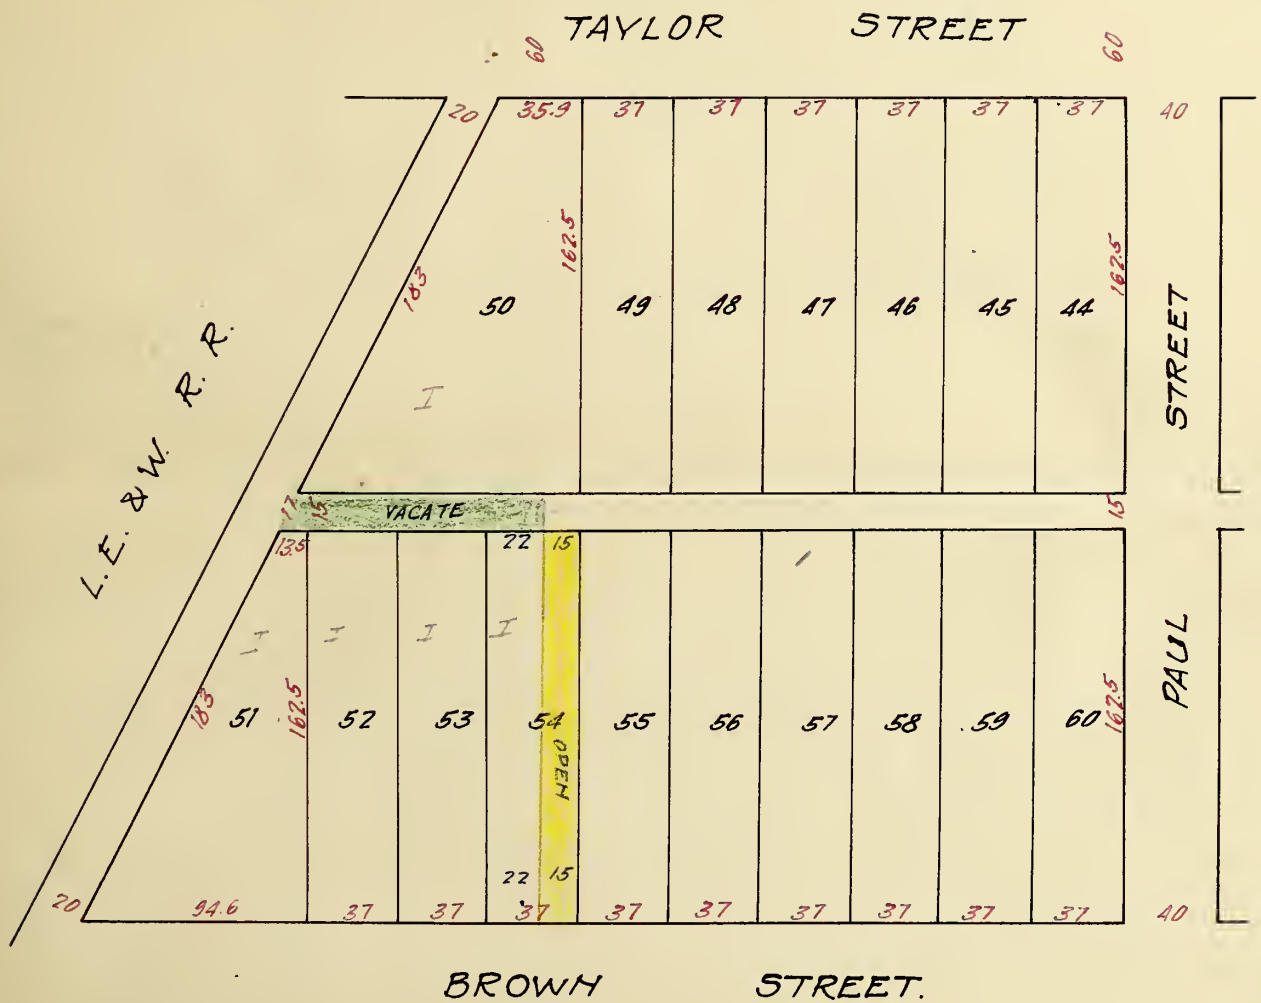 TAYLOR STREET
60 60
20 35.9 37 37 37 37 37 37 40
183 162.5 162.5
50 49 48 47 46 45 44
I
L. E. & W. R. R.
STREET
17 15 VACATE 15
13.5 22 15
I I I I
183 162.5 162.5
51 52 53 54 55 56 57 58 59 60
OPEN
PAUL
22 15
20 94.6 37 37 37 37 37 37 37 37 37 40
BROWN STREET.